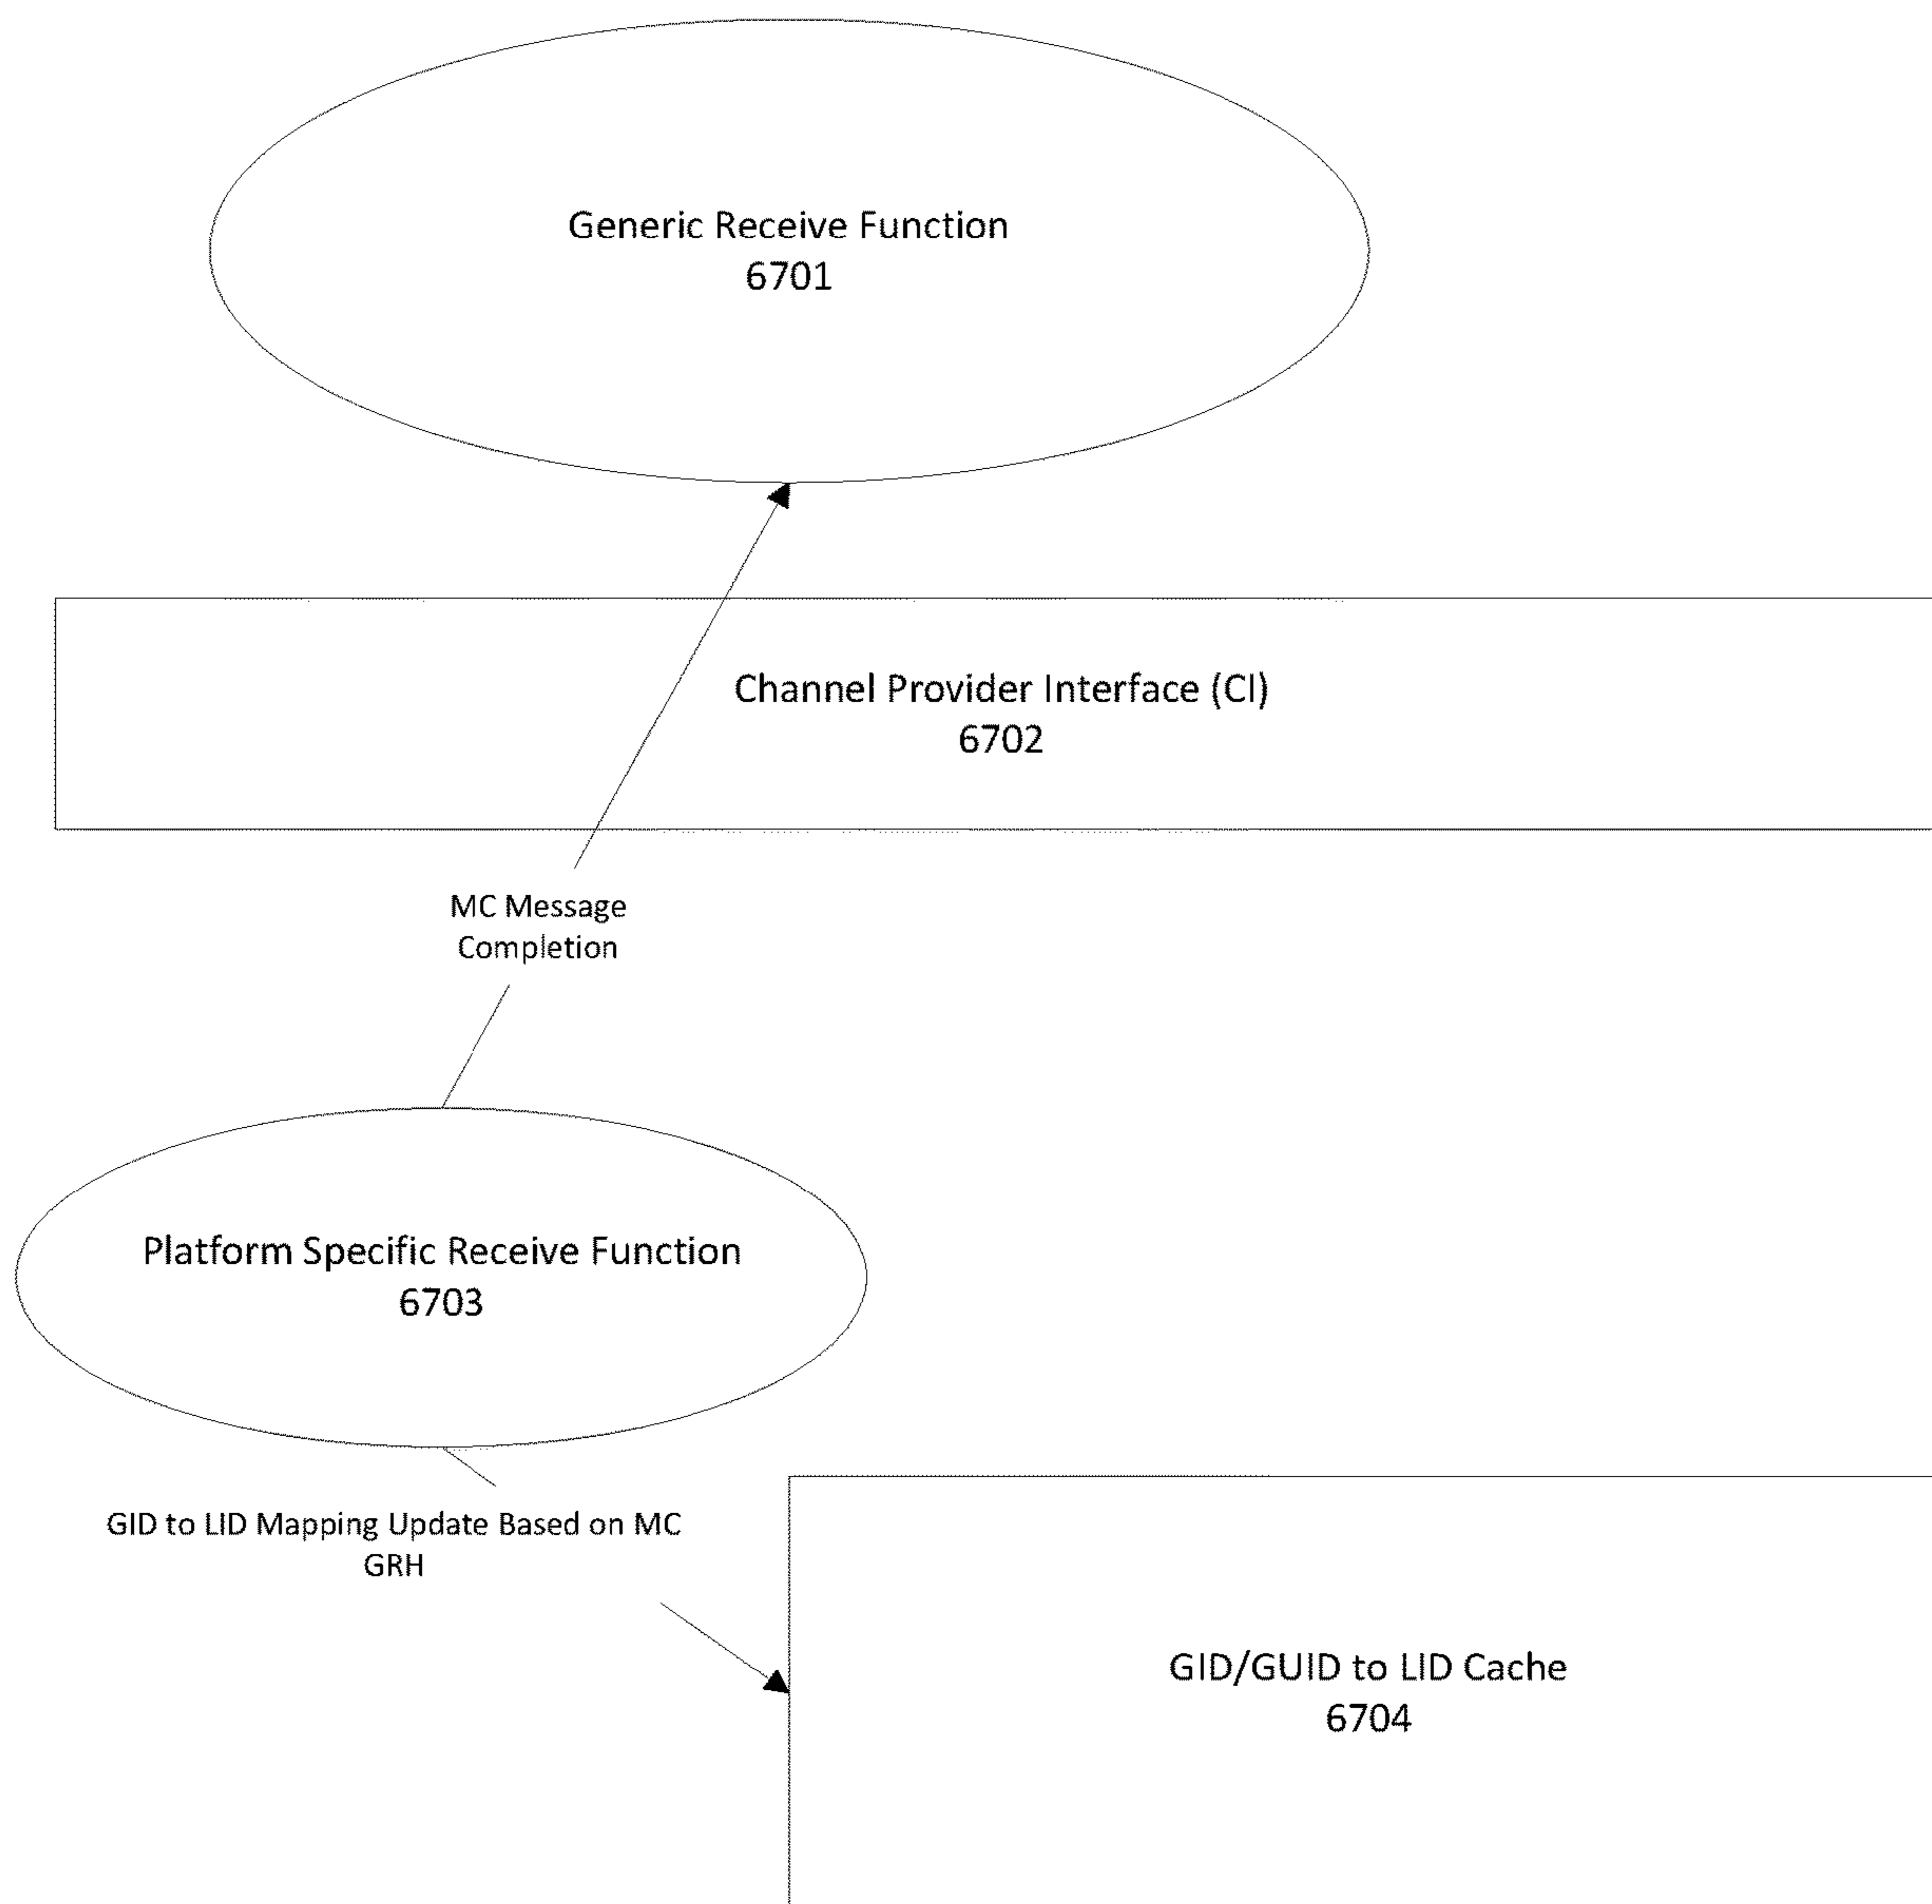 Generic Receive Function
6701
Channel Provider Interface (CI)
6702
MC Message
Completion
Platform Specific Receive Function
6703
GID to LID Mapping Update Based on MC
GRH
GID/GUID to LID Cache
6704